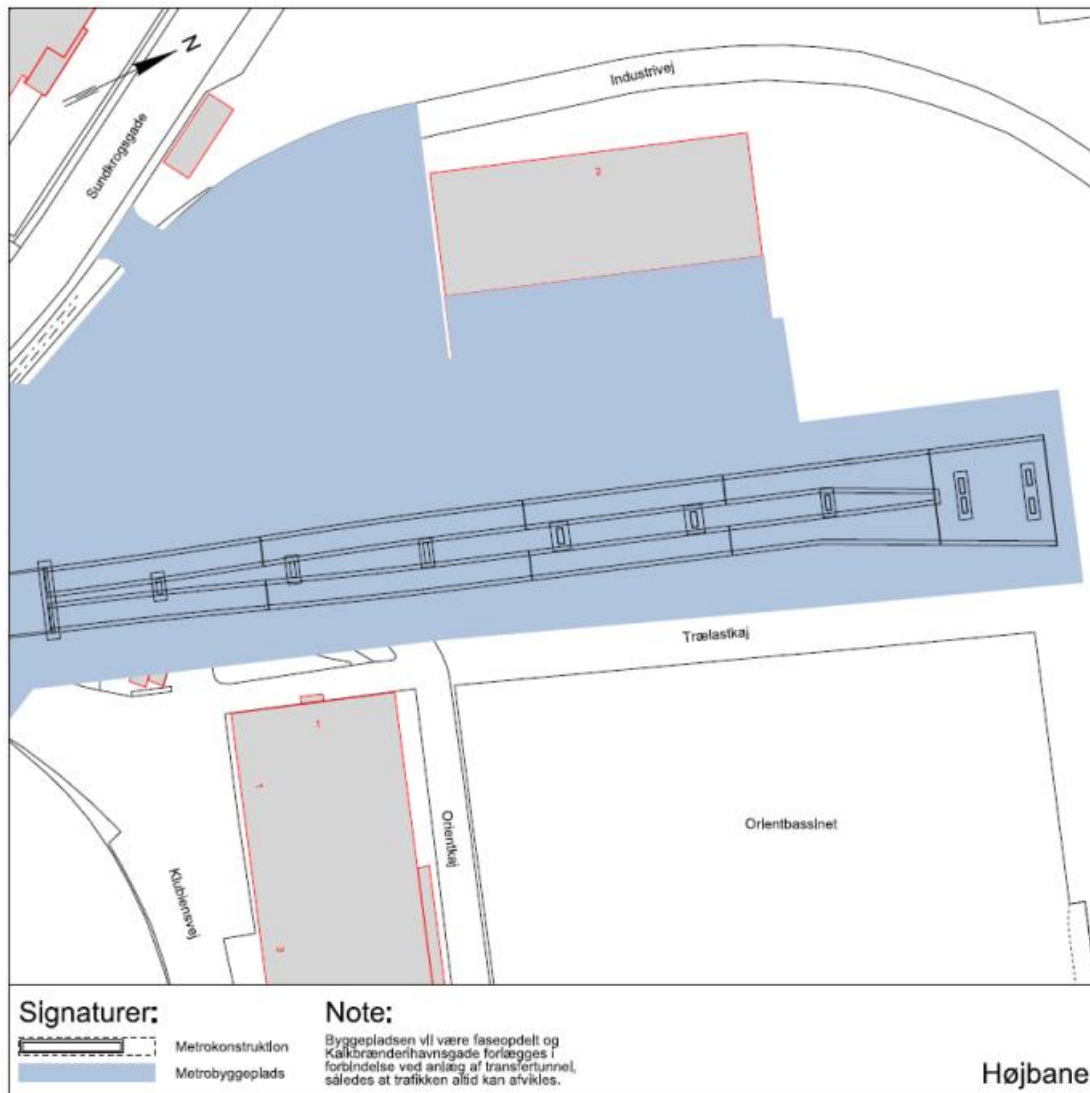 N
Industrivej
Sundkrogsgade
2
Trælastkaj
1
1
Orientkaj
Orientbassinet
Klubiensvej
3
Signaturer:
Metrokonstruktion
Metrobyggeplads
Note:
Byggepladsen vil være faseopdelt og
Kalkbrænderihavnsgade forlægges i
forbindelse ved anlæg af transfertunnel,
således at trafikken altid kan afvikles.
Højbane